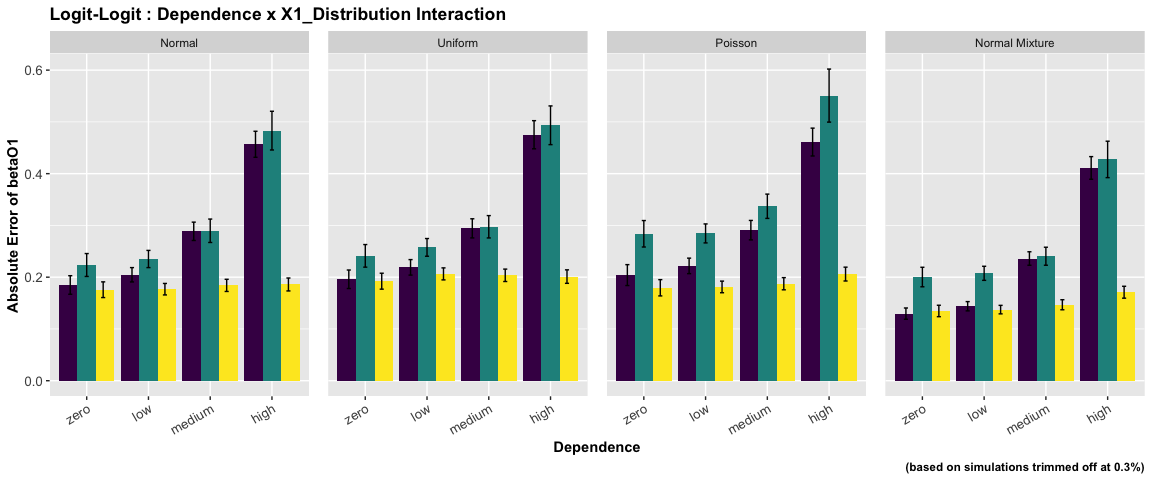 Logit-Logit : Dependence x X1_Distribution Interaction
Normal
Uniform
Poisson
Normal Mixture
Absolute Error of betaO1
0.6
0.4
0.2
0.0
zero low medium high
zero low medium high
zero low medium high
zero low medium high
Dependence
(based on simulations trimmed off at 0.3%)